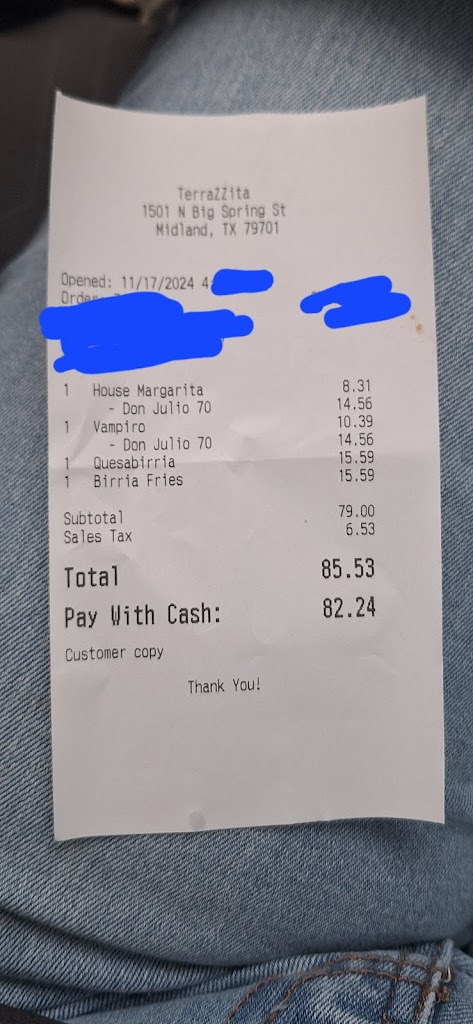 TerraZZita
1501 N Big Spring St
Midland, TX 79701
Opened: 11/17/2024 4:
Order:
1 House Margarita 8.31
- Don Julio 70 14.56
1 Vampiro 10.39
- Don Julio 70 14.56
1 Quesabirria 15.59
1 Birria Fries 15.59
Subtotal 79.00
Sales Tax 6.53
Total 85.53
Pay With Cash: 82.24
Customer copy
Thank You!